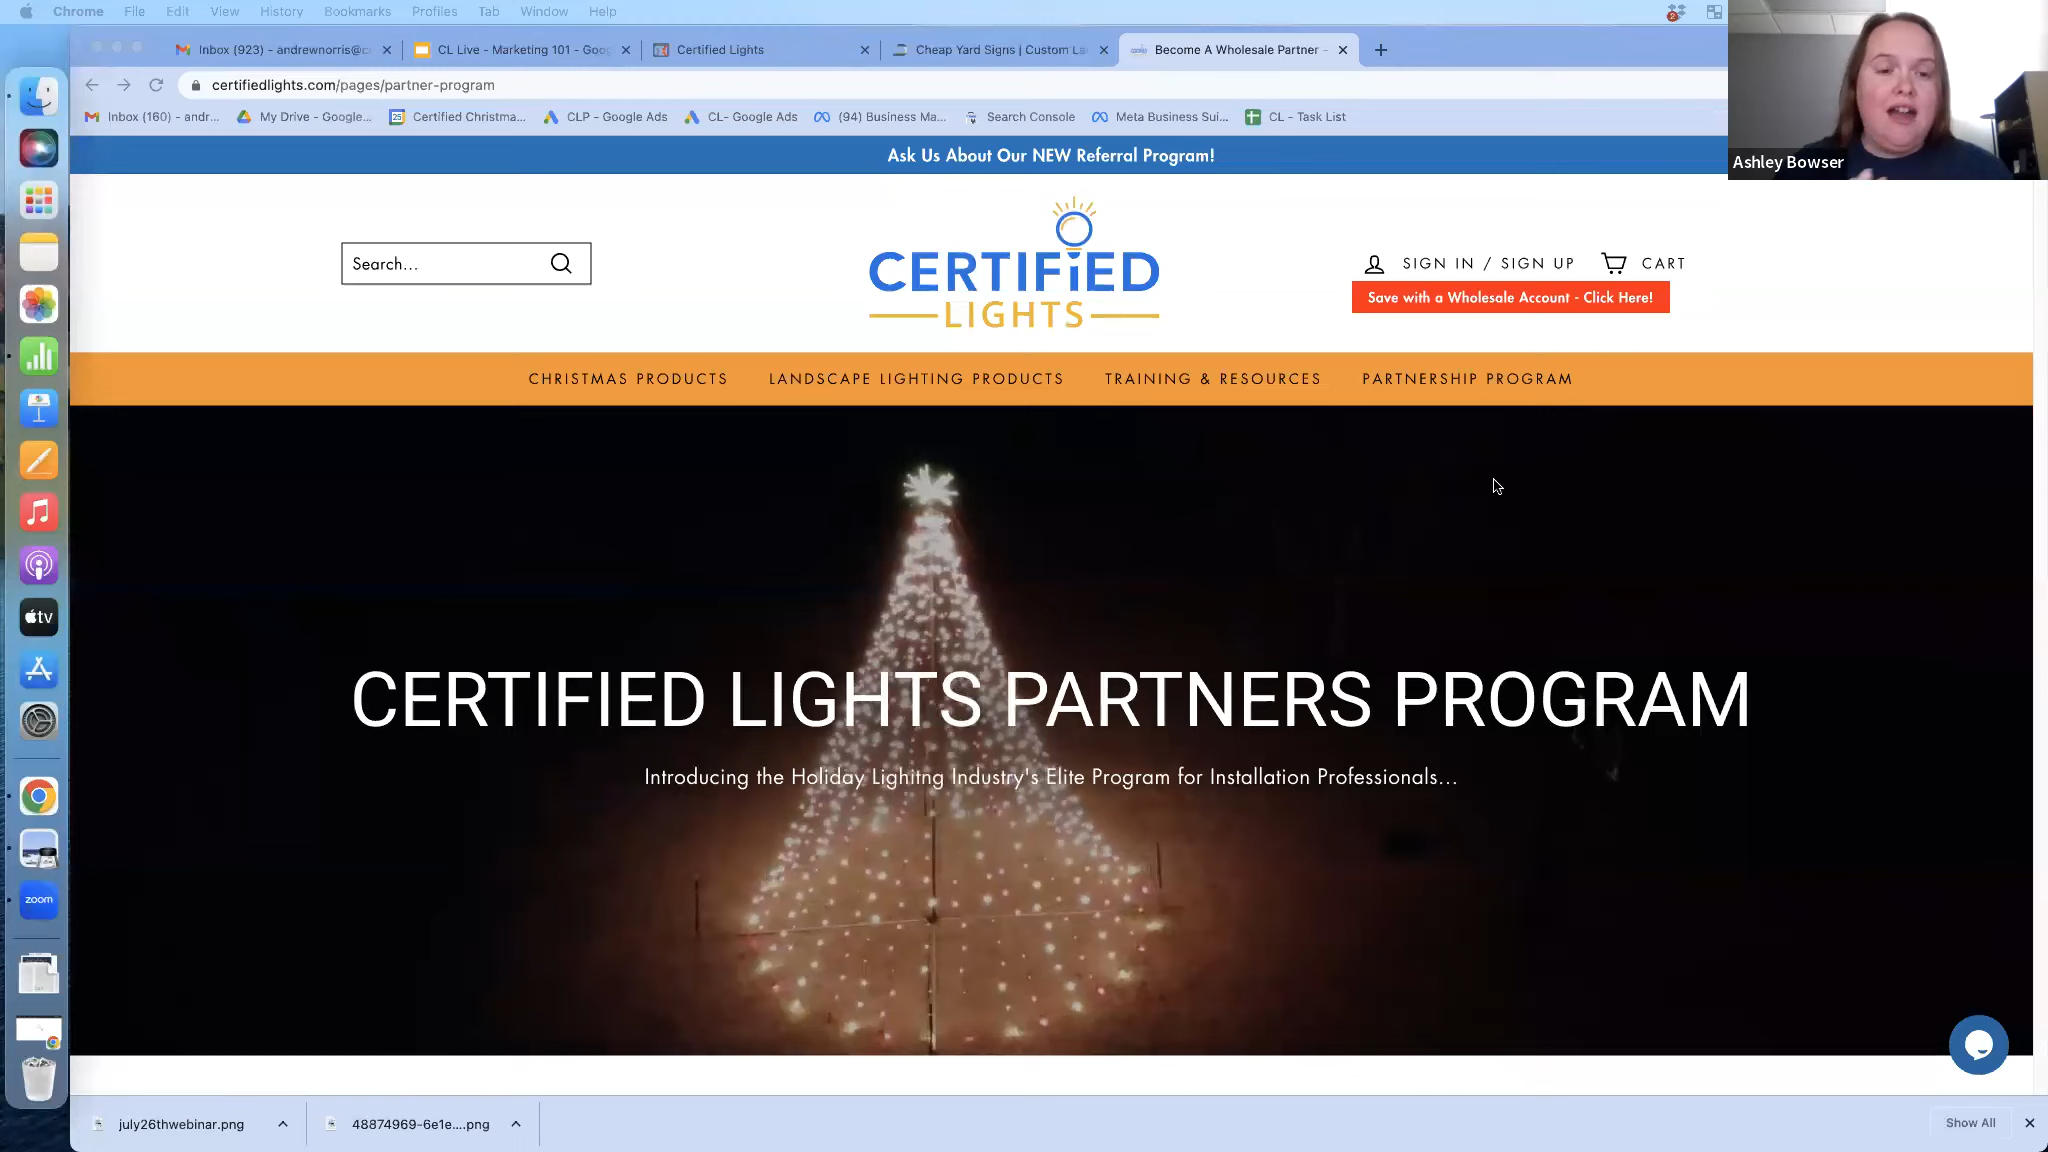 Chrome File Edit View History Bookmarks Profiles Tab Window Help
2
Inbox (923) - andrewnorris@c
CL Live - Marketing 101 - Goog
Certified Lights
Cheap Yard Signs | Custom La
Become A Wholesale Partner -
certifiedlights.com/pages/partner-program
Inbox (160) - andr...
My Drive - Google...
25
Certified Christma...
CLP - Google Ads
CL- Google Ads
(94) Business Ma...
Search Console
Meta Business Sui...
CL - Task List
Ashley Bowser
Ask Us About Our NEW Referral Program!
Search...
CERTIFiED
LIGHTS
SIGN IN / SIGN UP
CART
Save with a Wholesale Account - Click Here!
CHRISTMAS PRODUCTS
LANDSCAPE LIGHTING PRODUCTS
TRAINING & RESOURCES
PARTNERSHIP PROGRAM
CERTIFIED LIGHTS PARTNERS PROGRAM
Introducing the Holiday Lighitng Industry's Elite Program for Installation Professionals...
tv
zoom
july26thwebinar.png
48874969-6e1e....png
Show All